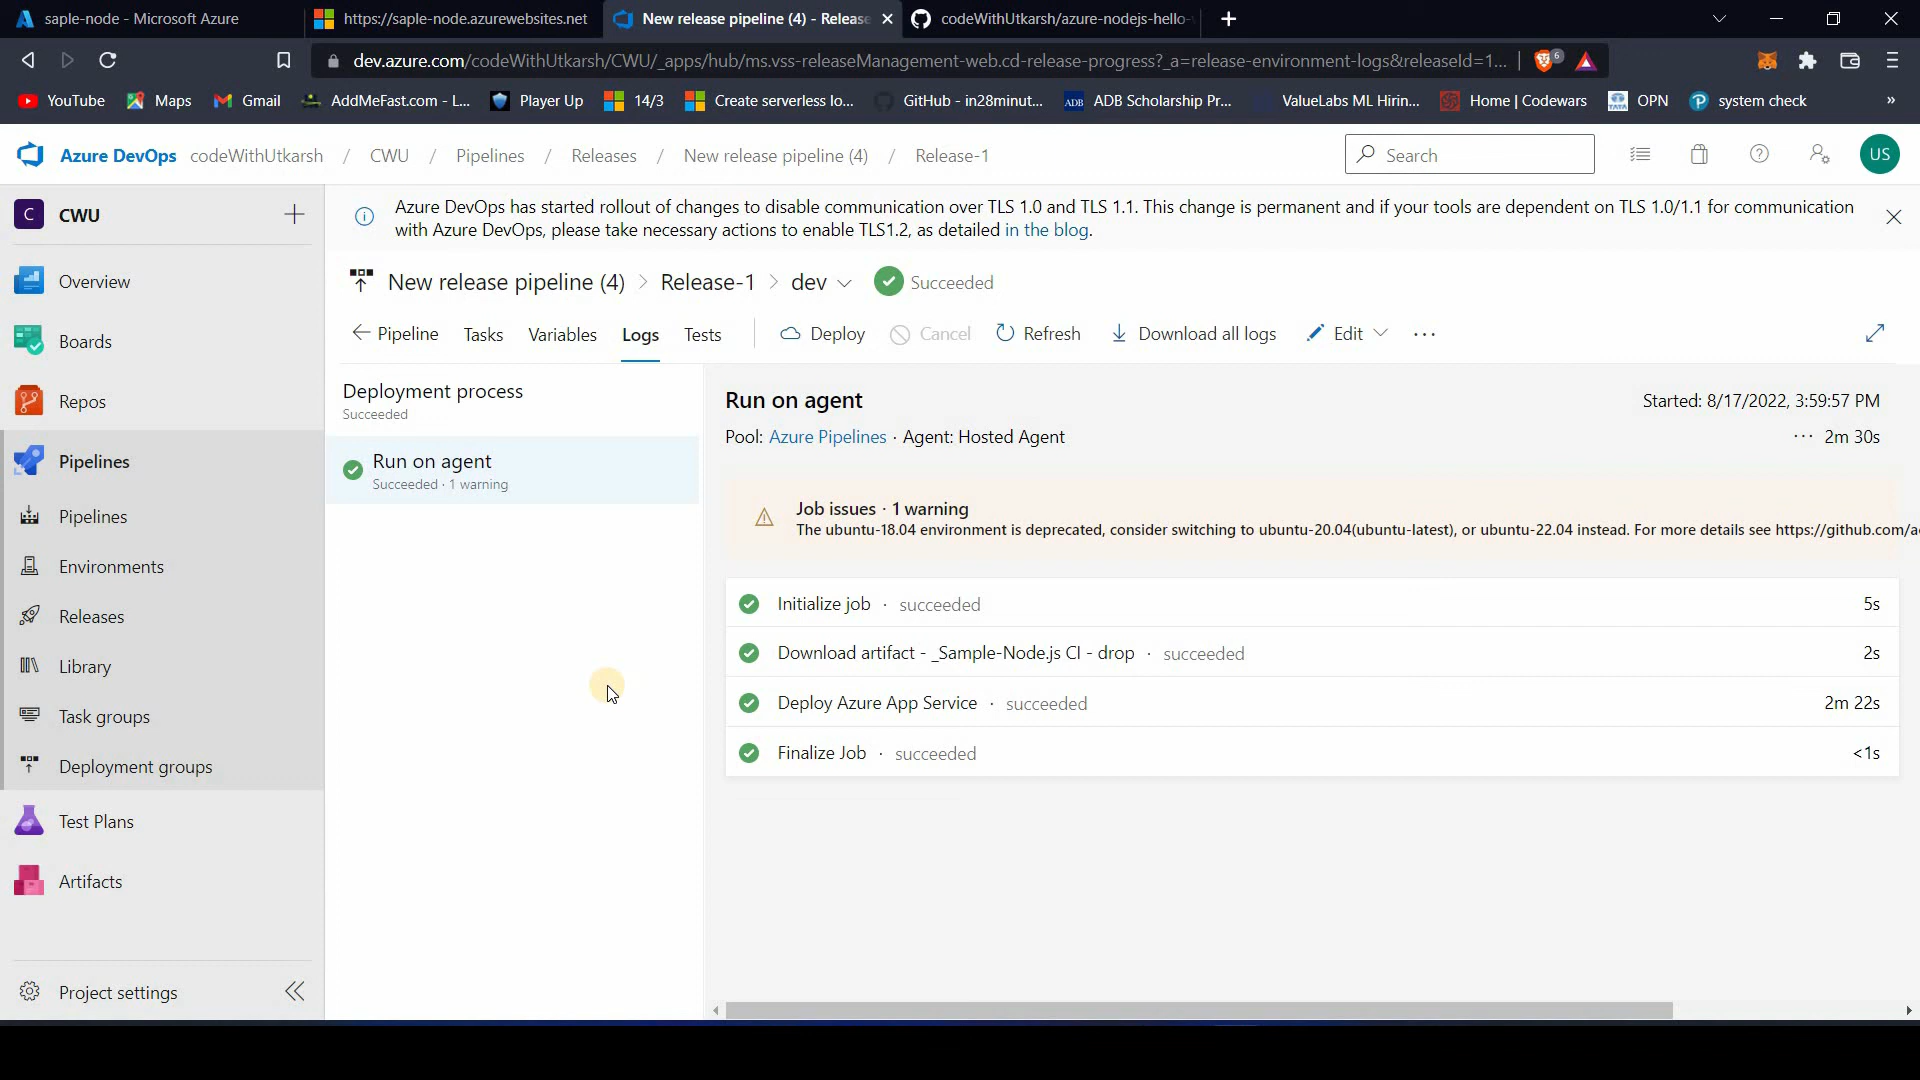 saple-node - Microsoft Azure
https://saple-node.azurewebsites.net
New release pipeline (4) - Release
codeWithUtkarsh/azure-nodejs-hello-
dev.azure.com/codeWithUtkarsh/CWU/_apps/hub/ms.vss-releaseManagement-web.cd-release-progress?_a=release-environment-logs&releaseId=1...
6
YouTube
Maps
Gmail
AddMeFast.com - L...
Player Up
14/3
Create serverless lo...
GitHub - in28minut...
ADB
ADB Scholarship Pr...
ValueLabs ML Hirin...
Home | Codewars
TATA
OPN
system check
»
Azure DevOps codeWithUtkarsh / CWU / Pipelines / Releases / New release pipeline (4) / Release-1
Search
US
C
CWU
Overview
Boards
Repos
Pipelines
Pipelines
Environments
Releases
Library
Task groups
Deployment groups
Test Plans
Artifacts
Project settings
Azure DevOps has started rollout of changes to disable communication over TLS 1.0 and TLS 1.1. This change is permanent and if your tools are dependent on TLS 1.0/1.1 for communication
with Azure DevOps, please take necessary actions to enable TLS1.2, as detailed in the blog.
New release pipeline (4) > Release-1 > dev Succeeded
Pipeline Tasks Variables Logs Tests Deploy Cancel Refresh Download all logs Edit ...
Deployment process
Succeeded
Run on agent
Succeeded · 1 warning
Run on agent
Started: 8/17/2022, 3:59:57 PM
Pool: Azure Pipelines · Agent: Hosted Agent
... 2m 30s
Job issues · 1 warning
The ubuntu-18.04 environment is deprecated, consider switching to ubuntu-20.04(ubuntu-latest), or ubuntu-22.04 instead. For more details see https://github.com/a
Initialize job · succeeded 5s
Download artifact - _Sample-Node.js CI - drop · succeeded 2s
Deploy Azure App Service · succeeded 2m 22s
Finalize Job · succeeded <1s